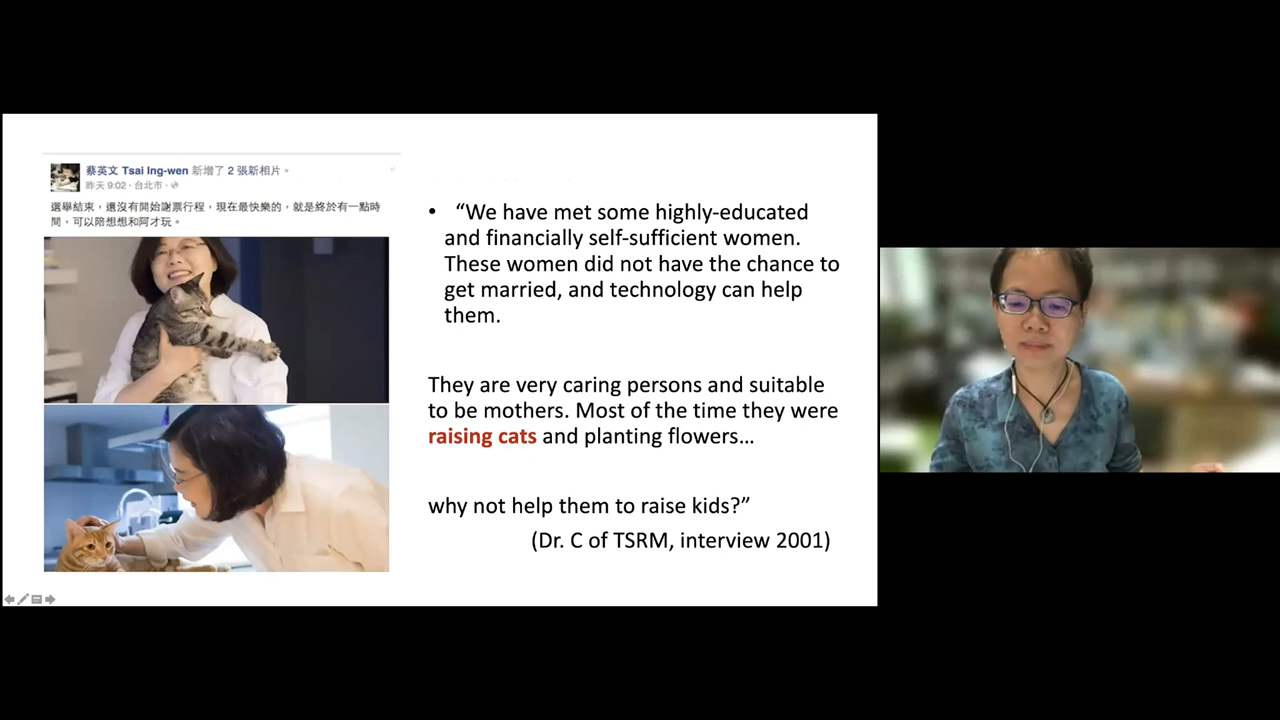 蔡英文 Tsai Ing-wen 新增了 2 張新相片。
昨天 9:02 · 台北市 ·
選舉結束，還沒有開始謝票行程，現在最快樂的，就是終於有一點時
間，可以陪想想和阿才玩。
• “We have met some highly-educated
and financially self-sufficient women.
These women did not have the chance to
get married, and technology can help
them.
They are very caring persons and suitable
to be mothers. Most of the time they were
raising cats and planting flowers…
why not help them to raise kids?”
(Dr. C of TSRM, interview 2001)